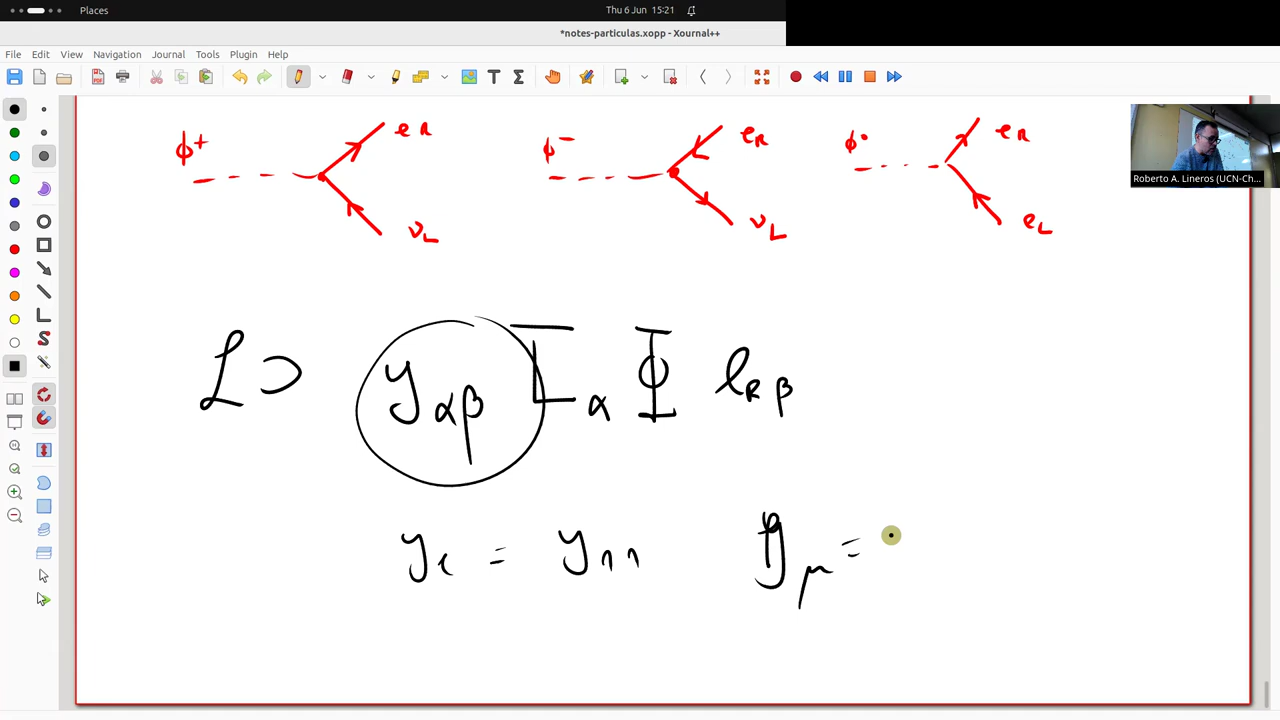 Places
Thu 6 Jun 15:21
*notes-particulas.xopp - Xournal++
File Edit View Navigation Journal Tools Plugin Help
Roberto A. Lineros (UCN-Ch...
ϕ⁺ e_R ν_L
ϕ⁻ e_R ν_L
ϕ⁰ e_R e_L
ℒ ⊃ y_αβ L̅_α Φ ℓ_Rβ
y_e = y_11 y_μ =